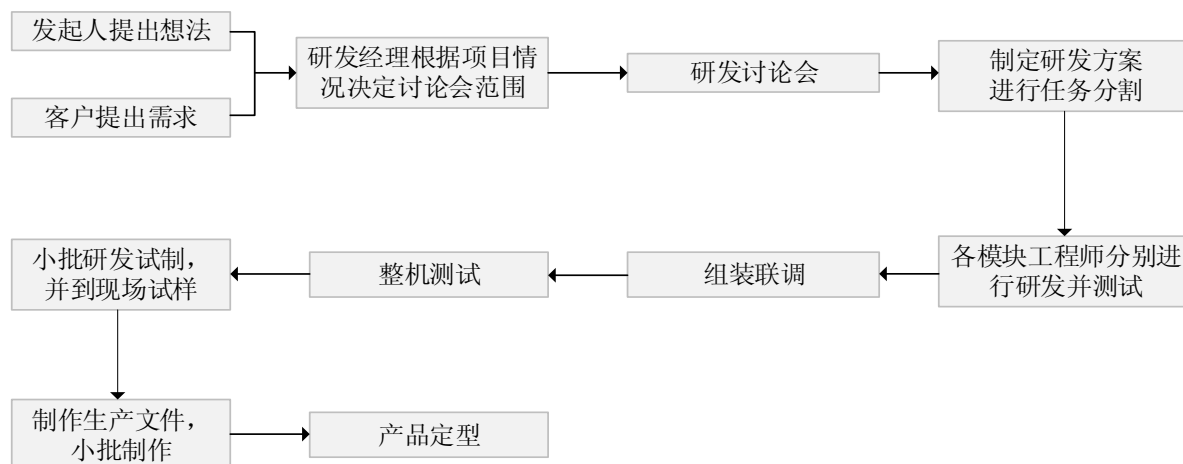 发起人提出想法
客户提出需求
研发经理根据项目情
况决定讨论会范围
研发讨论会
制定研发方案
进行任务分割
各模块工程师分别进
行研发并测试
组装联调
整机测试
小批研发试制，
并到现场试样
制作生产文件，
小批制作
产品定型